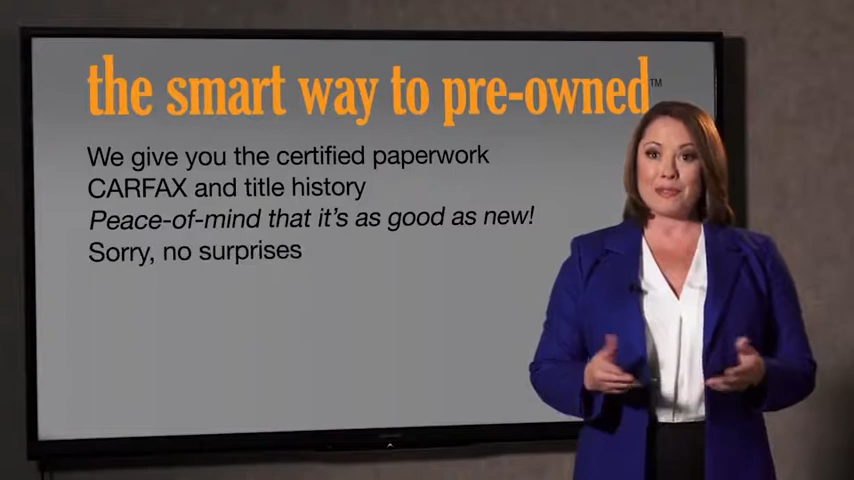 the smart way to pre-owned™
We give you the certified paperwork
CARFAX and title history
Peace-of-mind that it's as good as new!
Sorry, no surprises